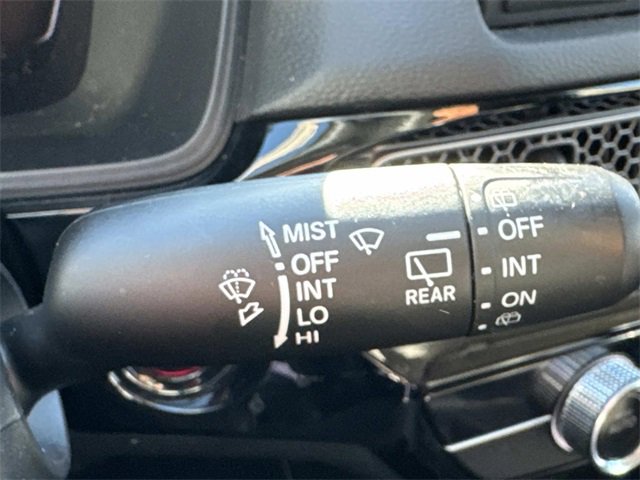 MIST
OFF
INT
LO
HI
REAR
OFF
INT
ON